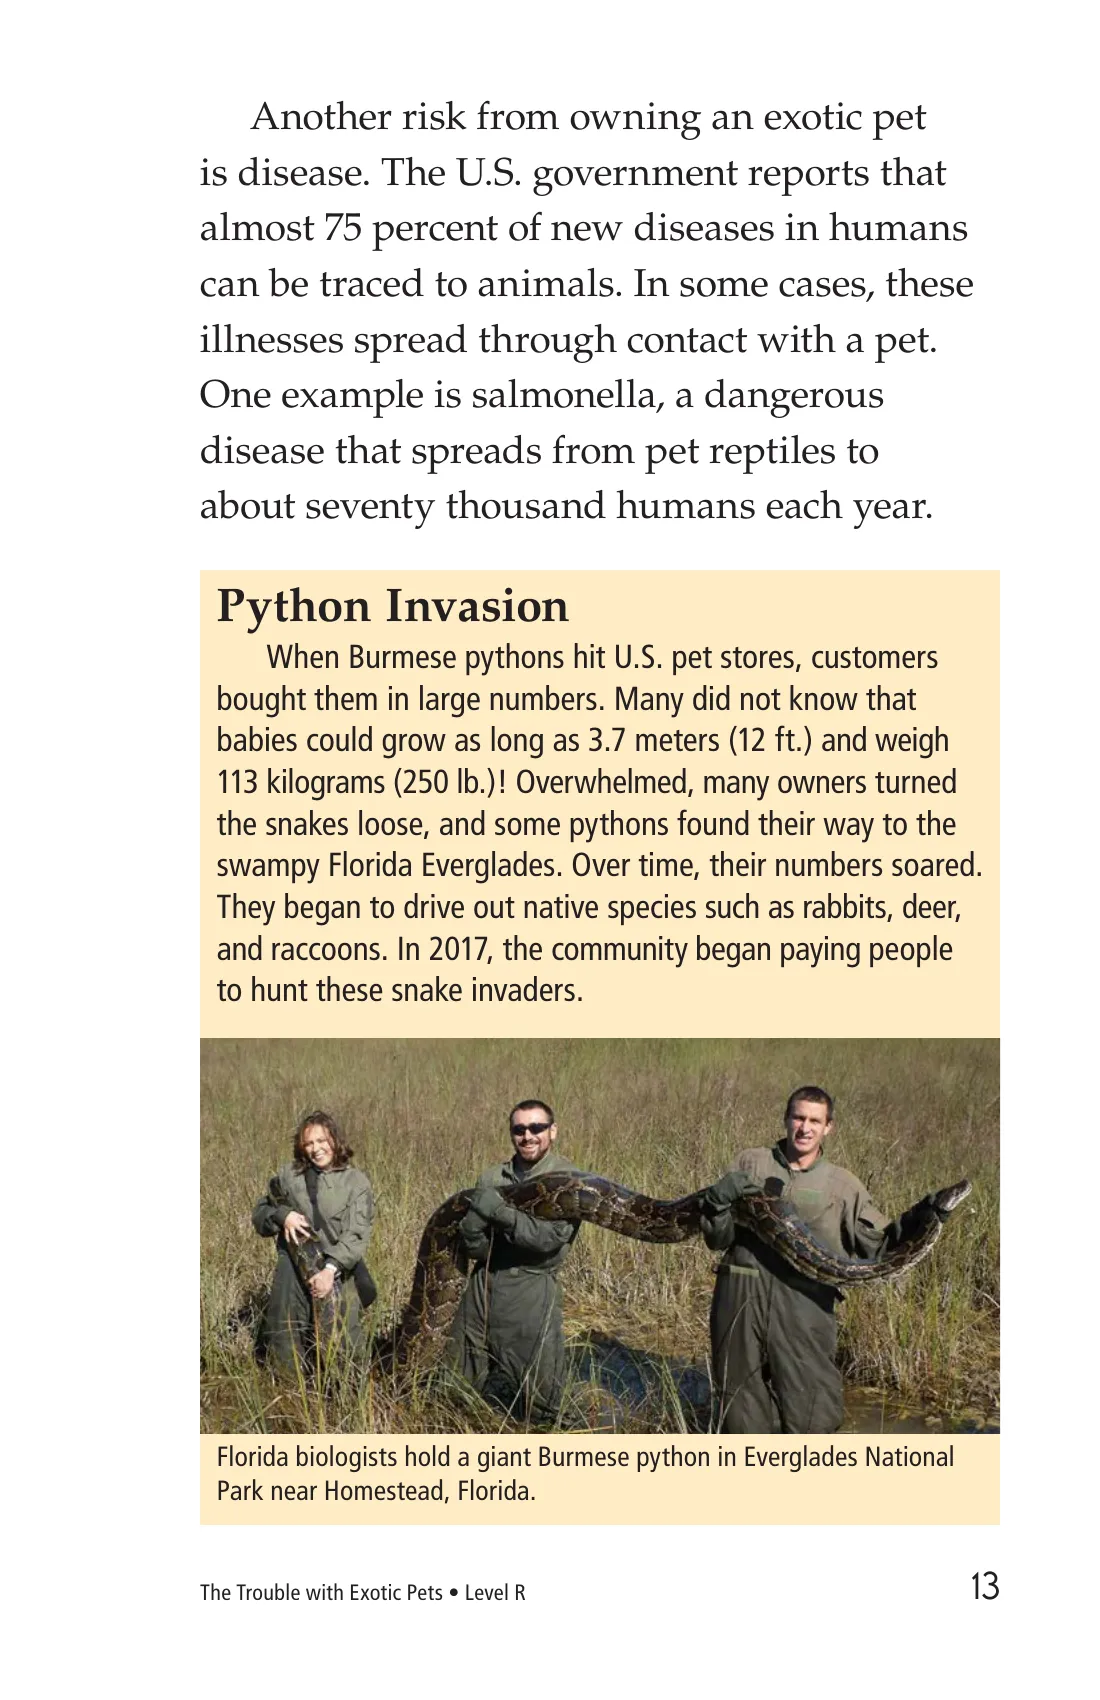 Another risk from owning an exotic pet
is disease. The U.S. government reports that
almost 75 percent of new diseases in humans
can be traced to animals. In some cases, these
illnesses spread through contact with a pet.
One example is salmonella, a dangerous
disease that spreads from pet reptiles to
about seventy thousand humans each year.
Python Invasion
When Burmese pythons hit U.S. pet stores, customers
bought them in large numbers. Many did not know that
babies could grow as long as 3.7 meters (12 ft.) and weigh
113 kilograms (250 lb.)! Overwhelmed, many owners turned
the snakes loose, and some pythons found their way to the
swampy Florida Everglades. Over time, their numbers soared.
They began to drive out native species such as rabbits, deer,
and raccoons. In 2017, the community began paying people
to hunt these snake invaders.
Florida biologists hold a giant Burmese python in Everglades National
Park near Homestead, Florida.
The Trouble with Exotic Pets • Level R
13